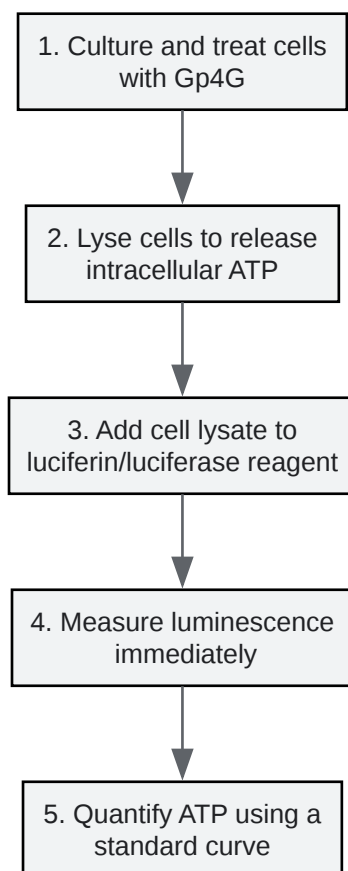 1. Culture and treat cells
with Gp4G
2. Lyse cells to release
intracellular ATP
3. Add cell lysate to
luciferin/luciferase reagent
4. Measure luminescence
immediately
5. Quantify ATP using a
standard curve